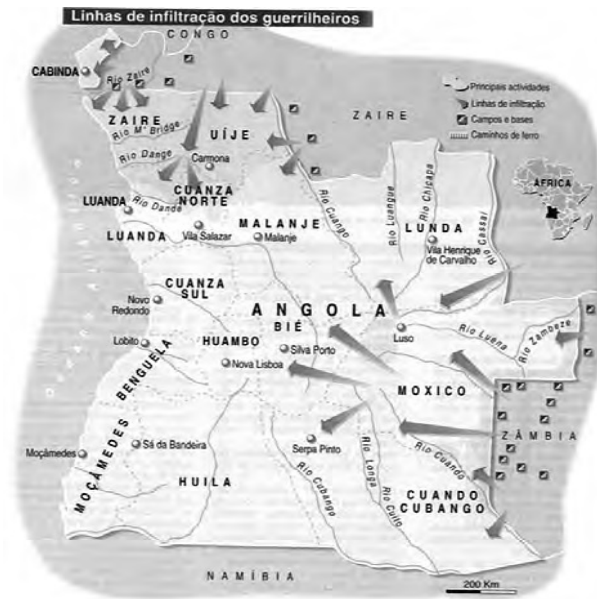 Linhas de infiltração dos guerrilheiros
CONGO
CABINDA
Rio Zaire
Principais actividades
Linhas de infiltração
Campos e bases
Caminhos de ferro
ZAIRE
ZAIRE
Rio Mᵃ Bridge
UÍJE
Rio Dange
Carmona
ÁFRICA
CUANZA
NORTE
Rio Cuango
Rio Luangue
Rio Chicapa
Rio Cassai
LUANDA
Rio Dande
LUANDA
Vila Salazar
MALANJE
Malanje
LUNDA
Vila Henrique
de Carvalho
CUANZA
SUL
Novo
Redondo
ANGOLA
BIÉ
Luso
Rio Luena
Rio Zambeze
Lobito
HUAMBO
Silva Porto
Nova Lisboa
BENGUELA
MOXICO
ZÂMBIA
MOÇÂMEDES
Moçâmedes
Sá da Bandeira
Serpa Pinto
Rio Cubango
Rio Longa
Rio Cuito
Rio Cuando
HUILA
CUANDO
CUBANGO
NAMÍBIA
200 Km